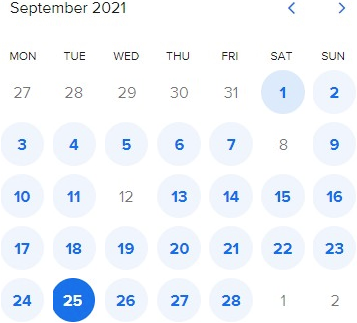 September 2021
MON TUE WED THU FRI SAT SUN
27 28 29 30 31 1 2
3 4 5 6 7 8 9
10 11 12 13 14 15 16
17 18 19 20 21 22 23
24 25 26 27 28 1 2